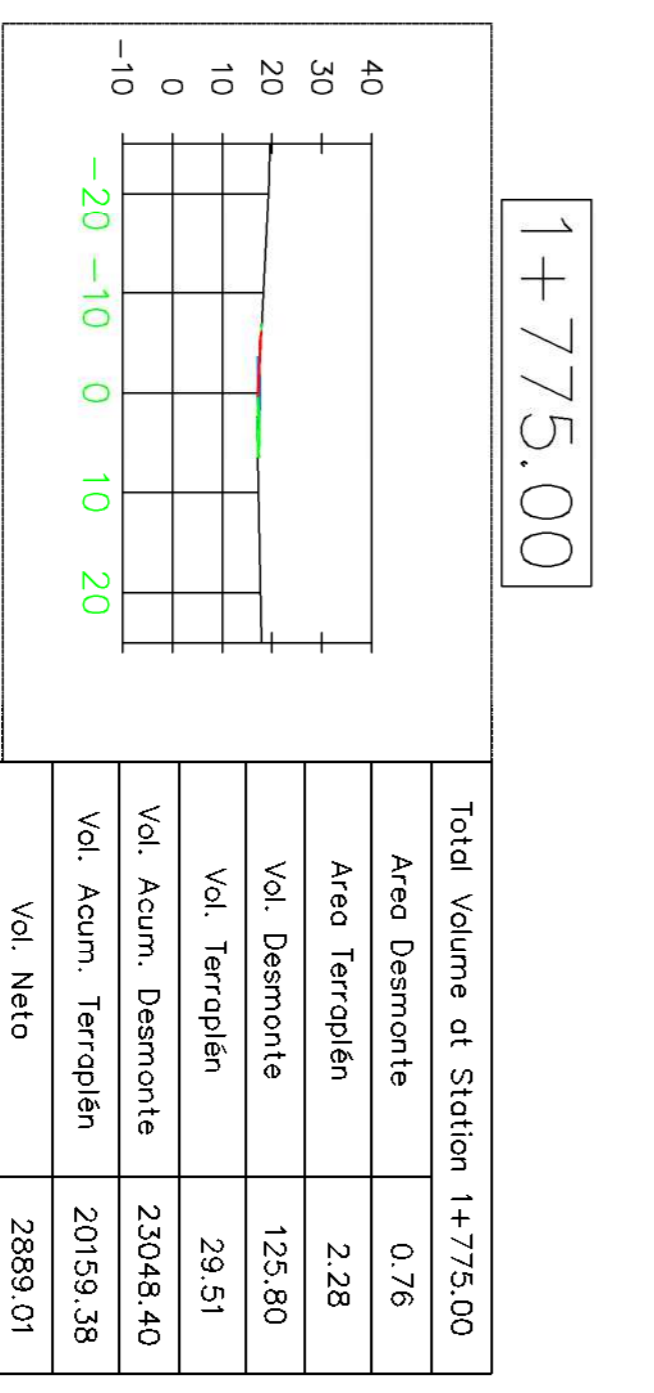 1+775.00
40
30
20
10
0
-10
-20 -10 0 10 20
Total Volume at Station 1+775.00
Area Desmonte 0.76
Area Terraplén 2.28
Vol. Desmonte 125.80
Vol. Terraplén 29.51
Vol. Acum. Desmonte 23048.40
Vol. Acum. Terraplén 20159.38
Vol. Neto 2889.01